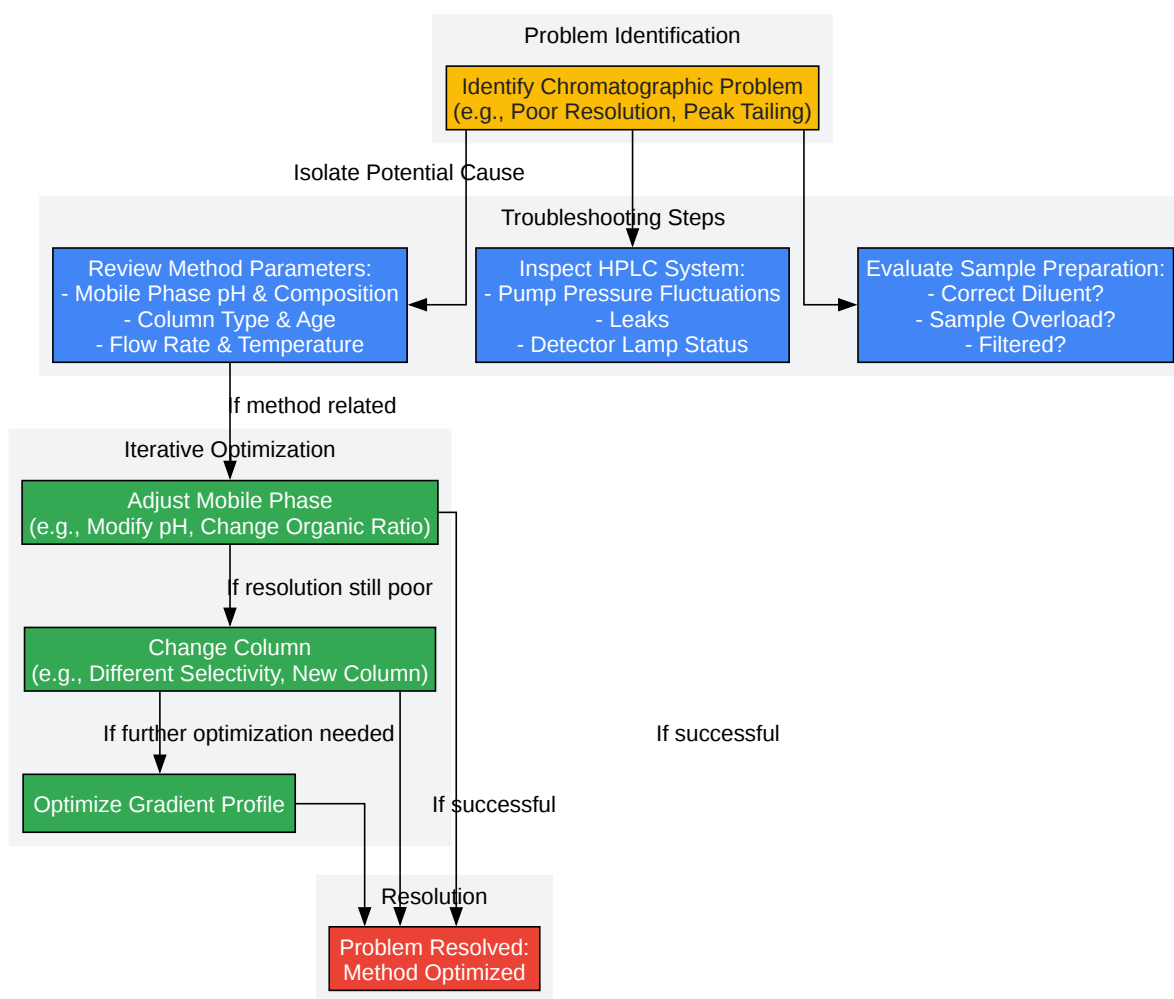 Problem Identification
Identify Chromatographic Problem
(e.g., Poor Resolution, Peak Tailing)
Isolate Potential Cause
Troubleshooting Steps
Review Method Parameters:
- Mobile Phase pH & Composition
- Column Type & Age
- Flow Rate & Temperature
Inspect HPLC System:
- Pump Pressure Fluctuations
- Leaks
- Detector Lamp Status
Evaluate Sample Preparation:
- Correct Diluent?
- Sample Overload?
- Filtered?
If method related
Iterative Optimization
Adjust Mobile Phase
(e.g., Modify pH, Change Organic Ratio)
If resolution still poor
Change Column
(e.g., Different Selectivity, New Column)
If further optimization needed
If successful
Optimize Gradient Profile
If successful
Resolution
Problem Resolved:
Method Optimized